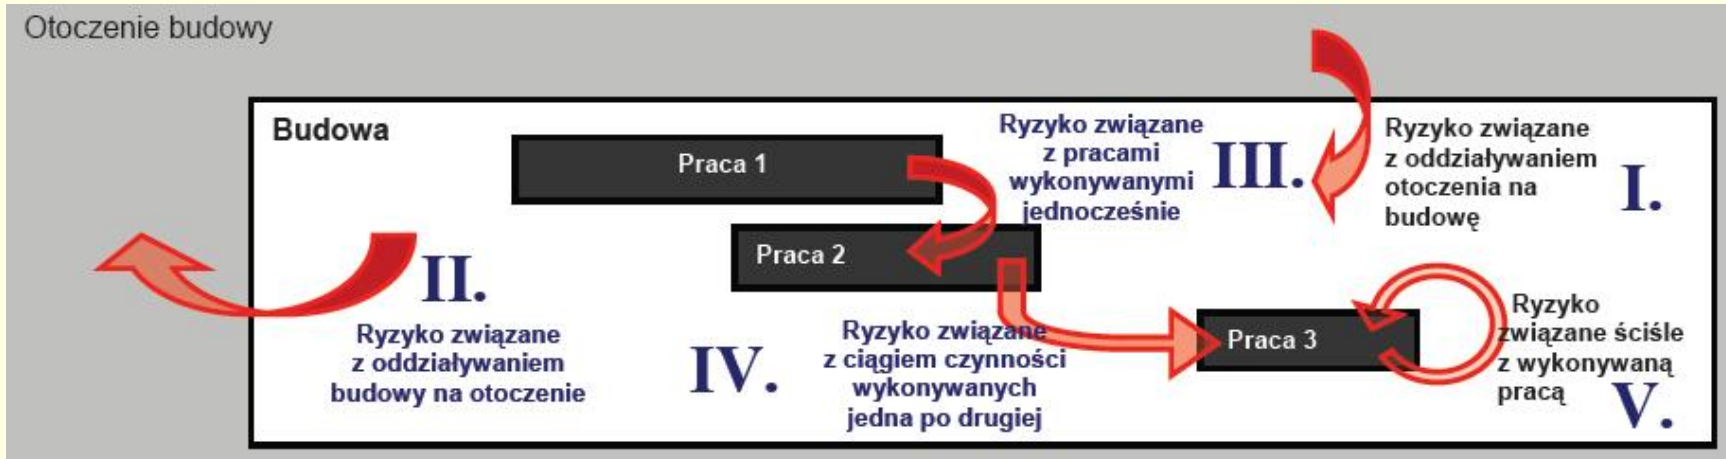 Otoczenie budowy
Budowa
Praca 1
Ryzyko związane
z pracami
wykonywanymi
jednocześnie
III.
Ryzyko związane
z oddziaływaniem
otoczenia na
budowę
I.
Praca 2
II.
Ryzyko związane
z oddziaływaniem
budowy na otoczenie
IV.
Ryzyko związane
z ciągiem czynności
wykonywanych
jedna po drugiej
Praca 3
Ryzyko
związane ściśle
z wykonywaną
pracą
V.